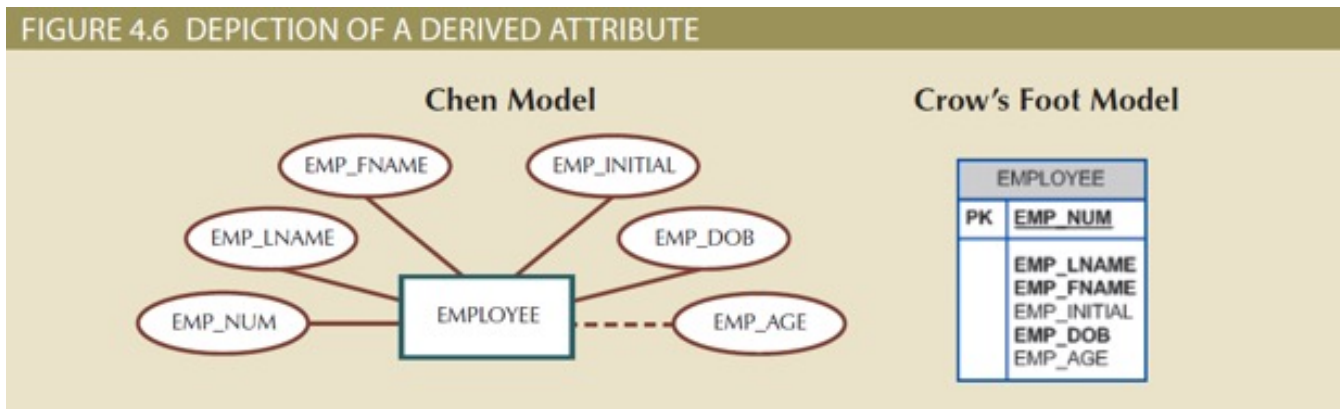 FIGURE 4.6 DEPICTION OF A DERIVED ATTRIBUTE
Chen Model
EMP_FNAME
EMP_INITIAL
EMP_LNAME
EMP_DOB
EMP_NUM
EMPLOYEE
EMP_AGE
Crow's Foot Model
EMPLOYEE
PK EMP_NUM
EMP_LNAME
EMP_FNAME
EMP_INITIAL
EMP_DOB
EMP_AGE